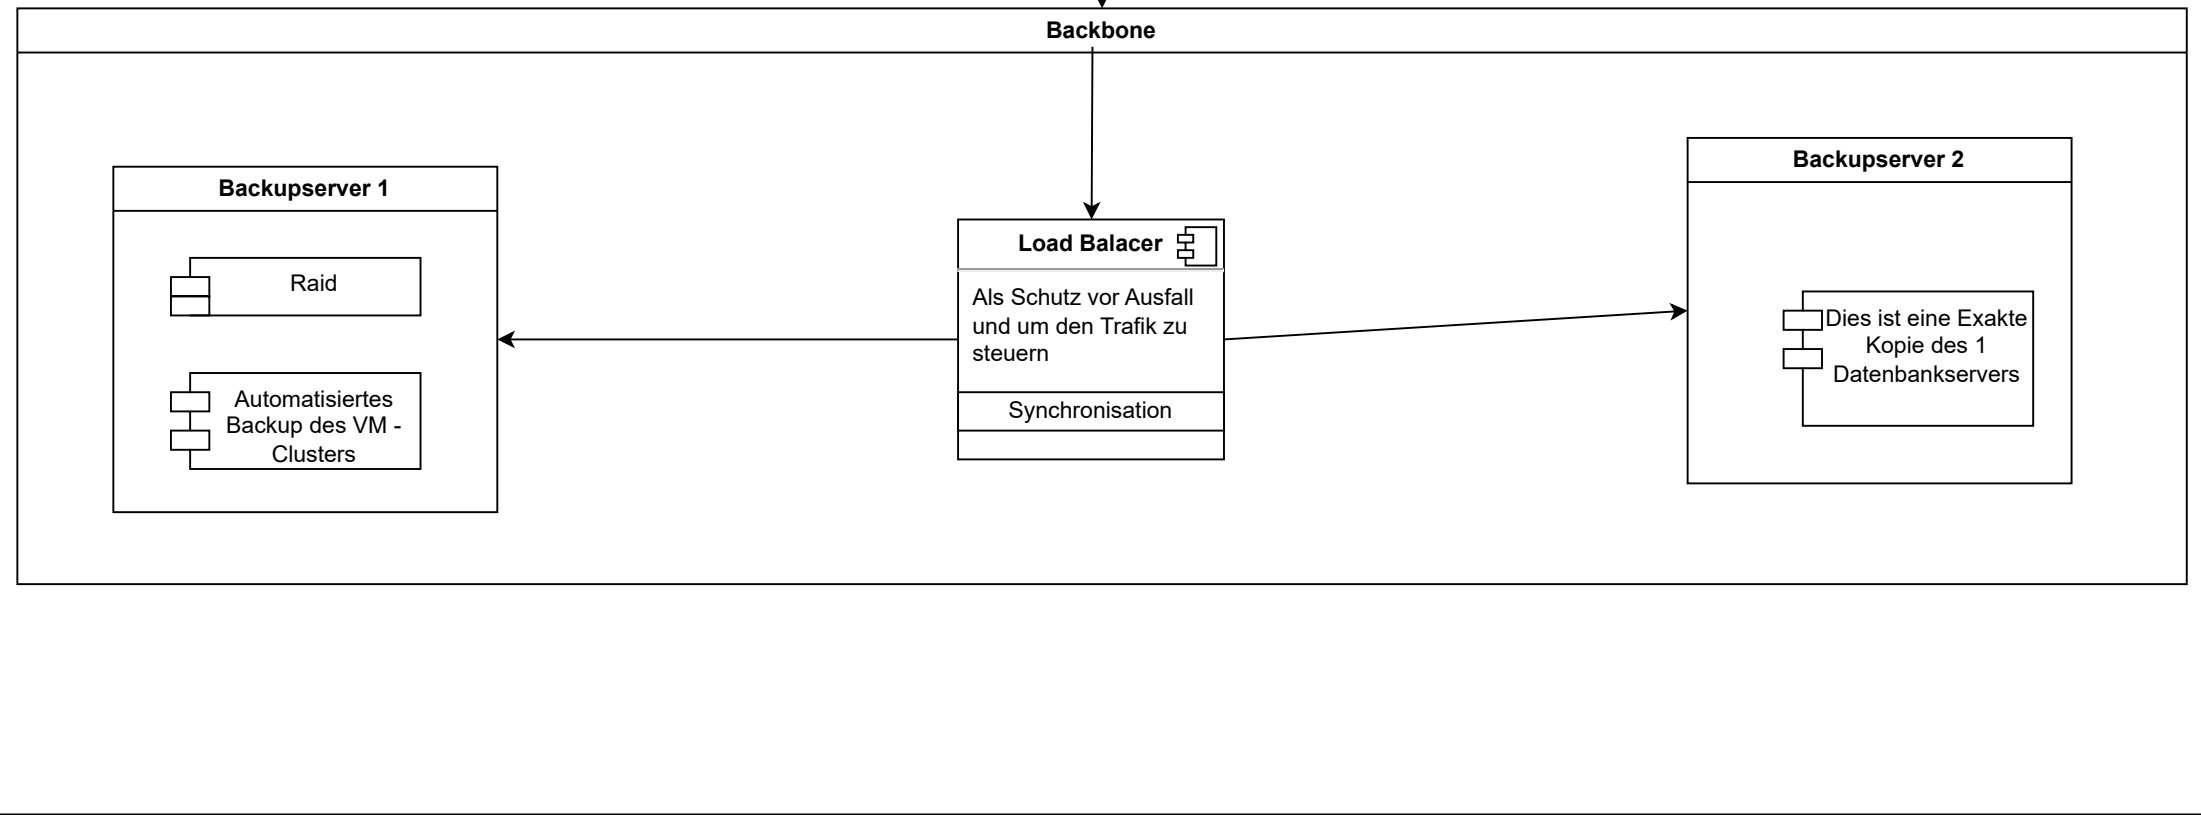 Backbone
Backupserver 1
Raid
Automatisiertes
Backup des VM -
Clusters
Load Balacer
Als Schutz vor Ausfall
und um den Trafik zu
steuern
Synchronisation
Backupserver 2
Dies ist eine Exakte
Kopie des 1
Datenbankservers